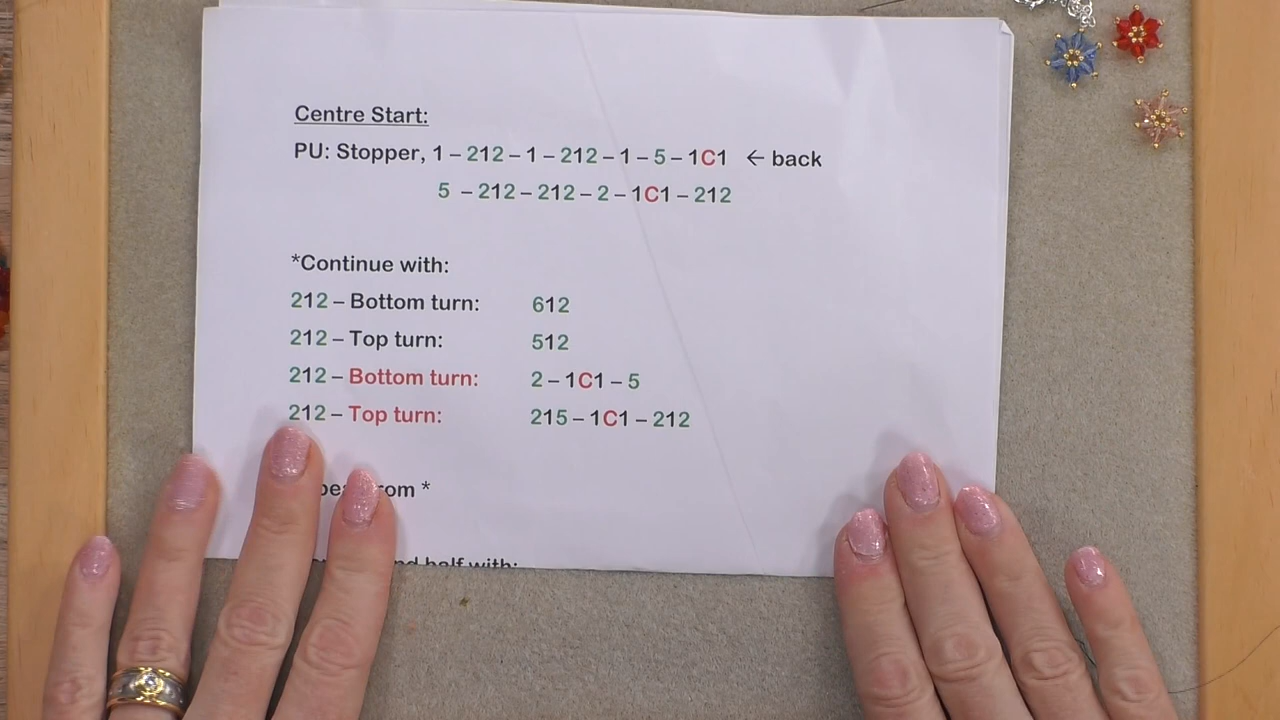 Centre Start:
PU: Stopper, 1 – 212 – 1 – 212 – 1 – 5 – 1C1 ← back
5 – 212 – 212 – 2 – 1C1 – 212
*Continue with:
212 – Bottom turn: 612
212 – Top turn: 512
212 – Bottom turn: 2 – 1C1 – 5
212 – Top turn: 215 – 1C1 – 212
*
half with: